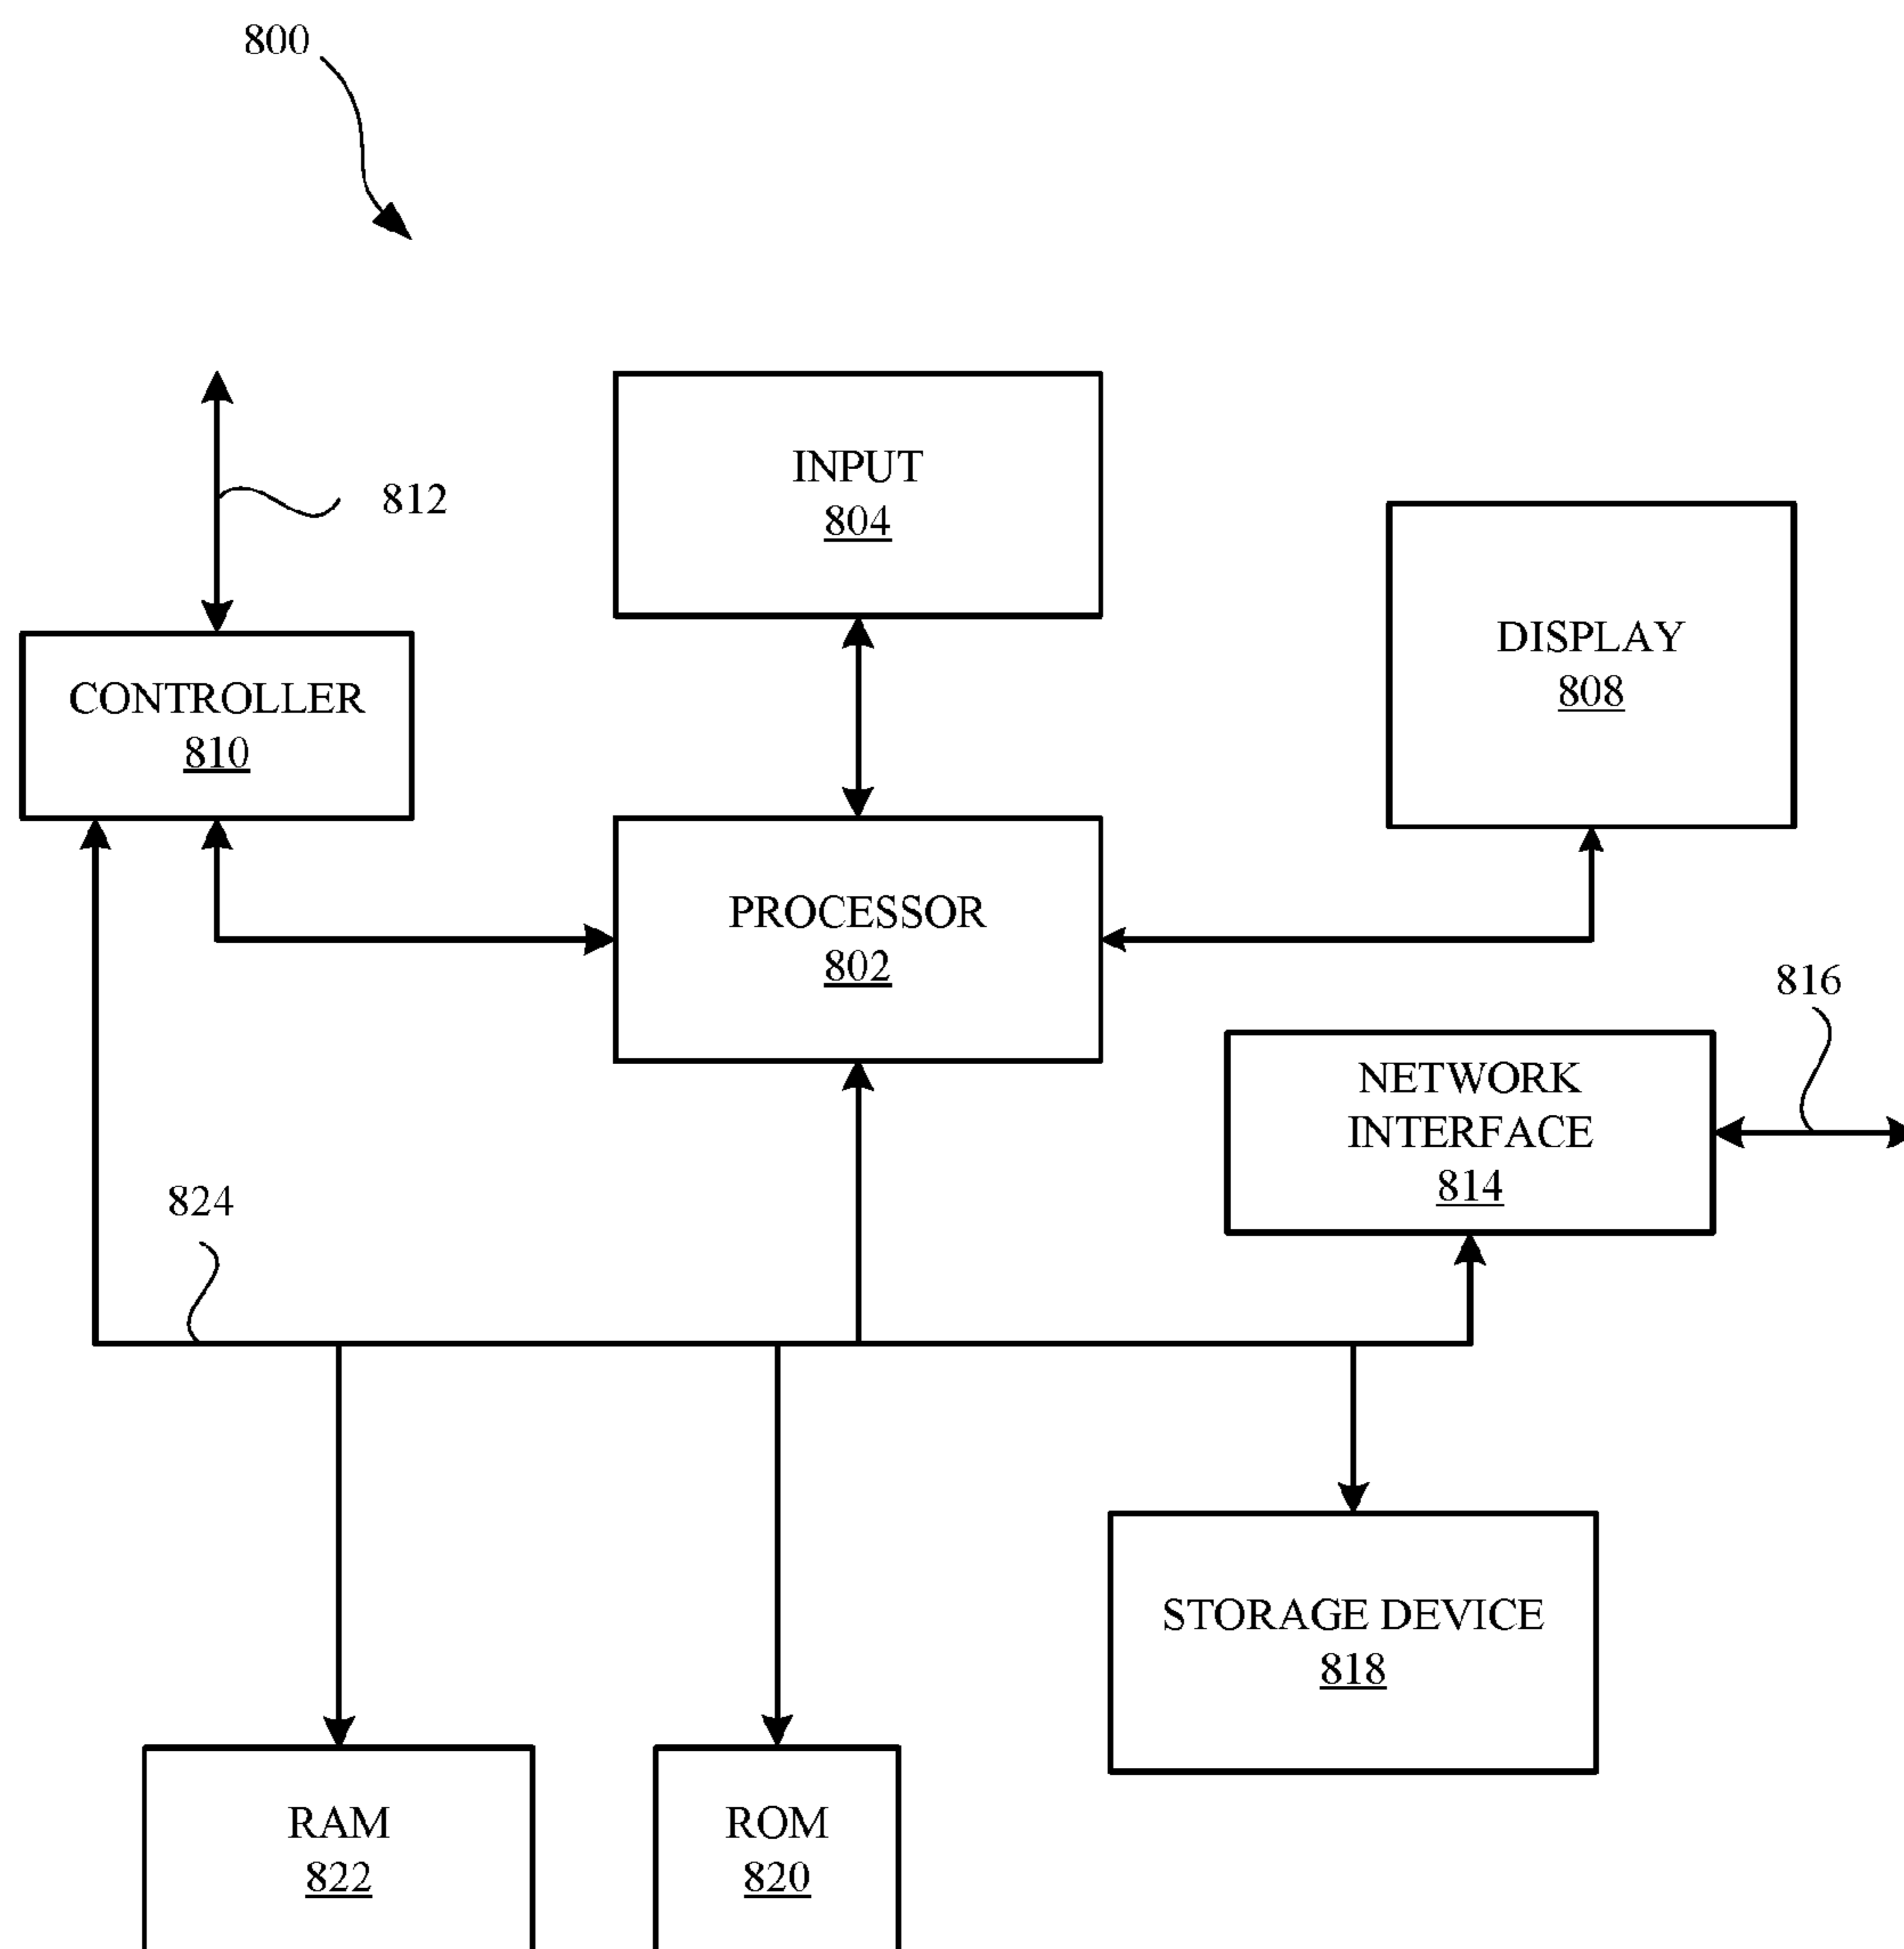 800
812
INPUT
804
DISPLAY
808
CONTROLLER
810
PROCESSOR
802
816
NETWORK
INTERFACE
814
824
STORAGE DEVICE
818
RAM
822
ROM
820